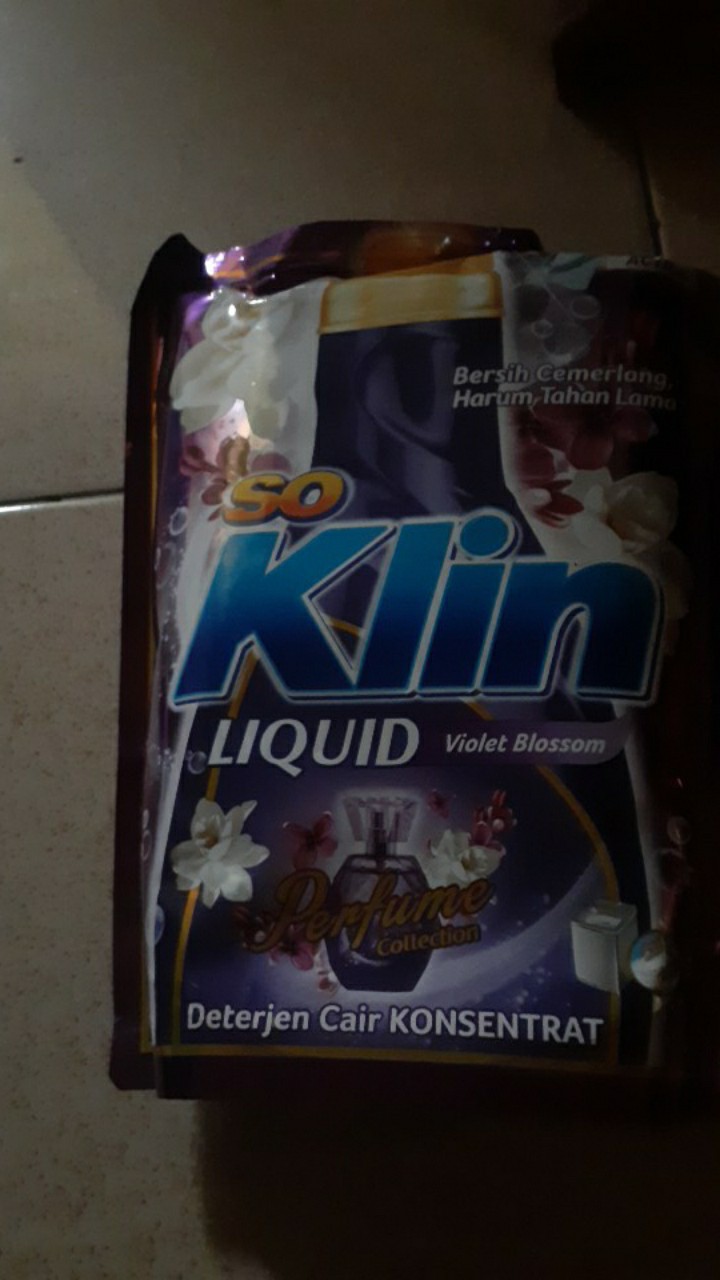 Bersih Cemerlang,
Harum Tahan Lama
SO
Klin
LIQUID Violet Blossom
Perfume
Collection
Deterjen Cair KONSENTRAT